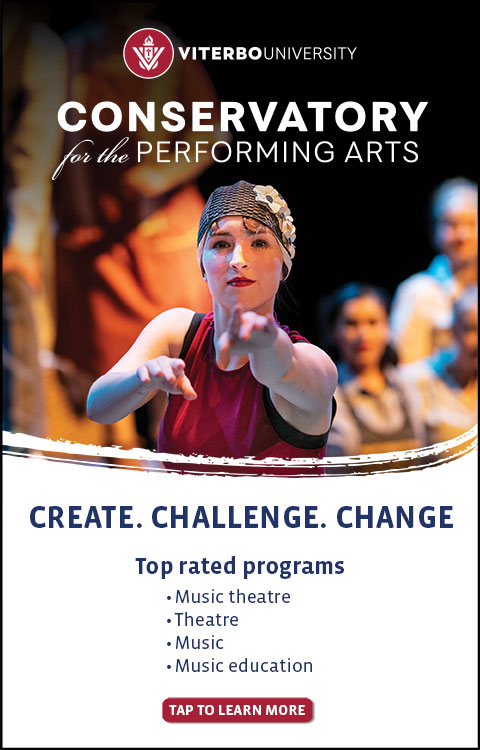 VITERBOUNIVERSITY
CONSERVATORY
for the PERFORMING ARTS
CREATE. CHALLENGE. CHANGE
Top rated programs
• Music theatre
• Theatre
• Music
• Music education
TAP TO LEARN MORE